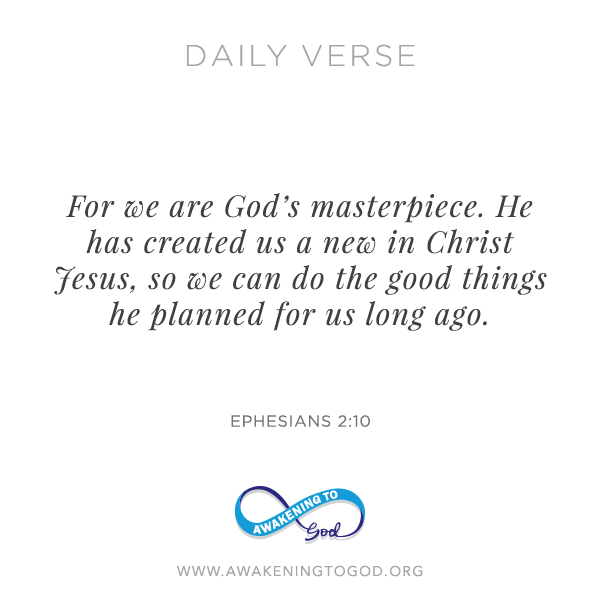 DAILY VERSE
For we are God’s masterpiece. He
has created us a new in Christ
Jesus, so we can do the good things
he planned for us long ago.
EPHESIANS 2:10
AWAKENING TO
God
WWW.AWAKENINGTOGOD.ORG